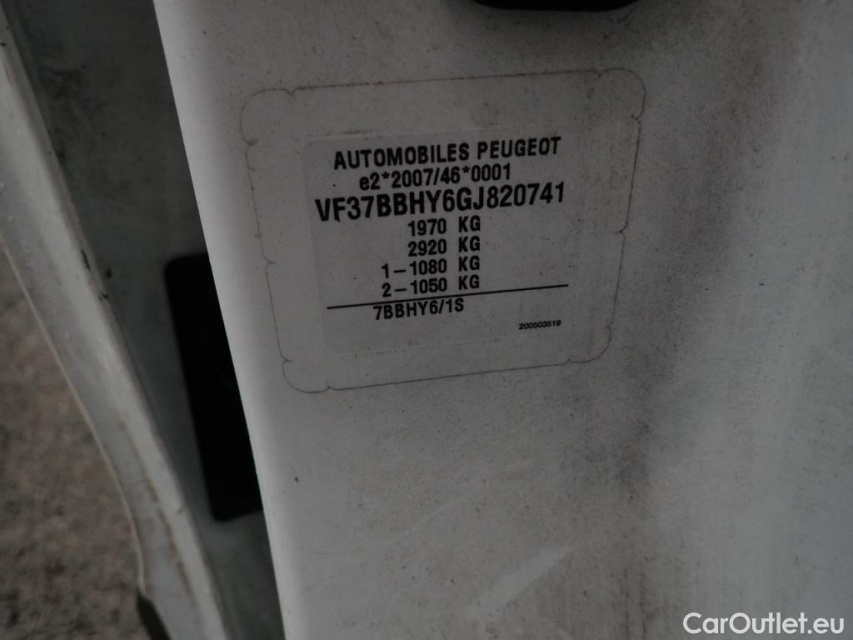 AUTOMOBILES PEUGEOT
e2*2007/46*0001
VF37BBHY6GJ820741
1970 KG
2920 KG
1-1080 KG
2-1050 KG
7BBHY6/1S
200503519
CarOutlet.eu